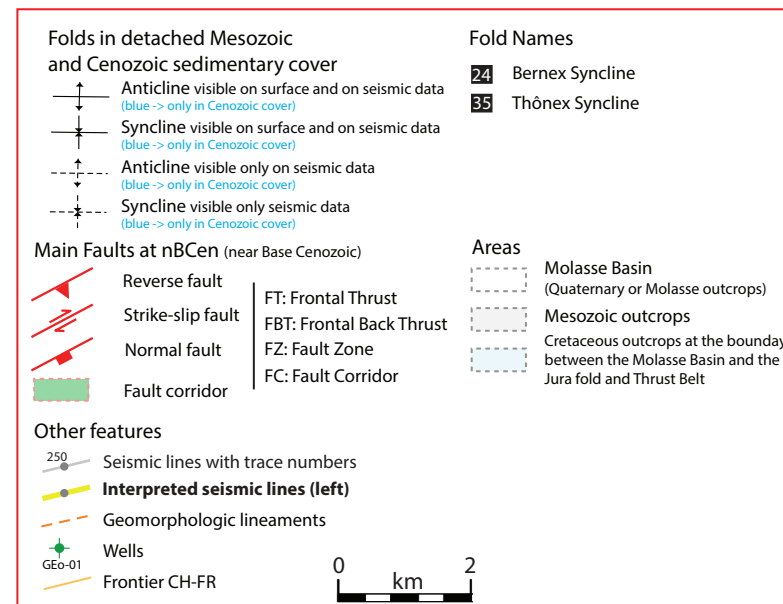 Folds in detached Mesozoic
and Cenozoic sedimentary cover
Anticline visible on surface and on seismic data
(blue -> only in Cenozoic cover)
Syncline visible on surface and on seismic data
(blue -> only in Cenozoic cover)
Anticline visible only on seismic data
(blue -> only in Cenozoic cover)
Syncline visible only seismic data
(blue -> only in Cenozoic cover)
Fold Names
24 Bernex Syncline
35 Thônex Syncline
Main Faults at nBCen (near Base Cenozoic)
Reverse fault
Strike-slip fault
Normal fault
Fault corridor
FT: Frontal Thrust
FBT: Frontal Back Thrust
FZ: Fault Zone
FC: Fault Corridor
Areas
Molasse Basin
(Quaternary or Molasse outcrops)
Mesozoic outcrops
Cretaceous outcrops at the bounday
between the Molasse Basin and the
Jura fold and Thrust Belt
Other features
250 Seismic lines with trace numbers
Interpreted seismic lines (left)
Geomorphologic lineaments
Wells
GEo-01
Frontier CH-FR
0 2
km